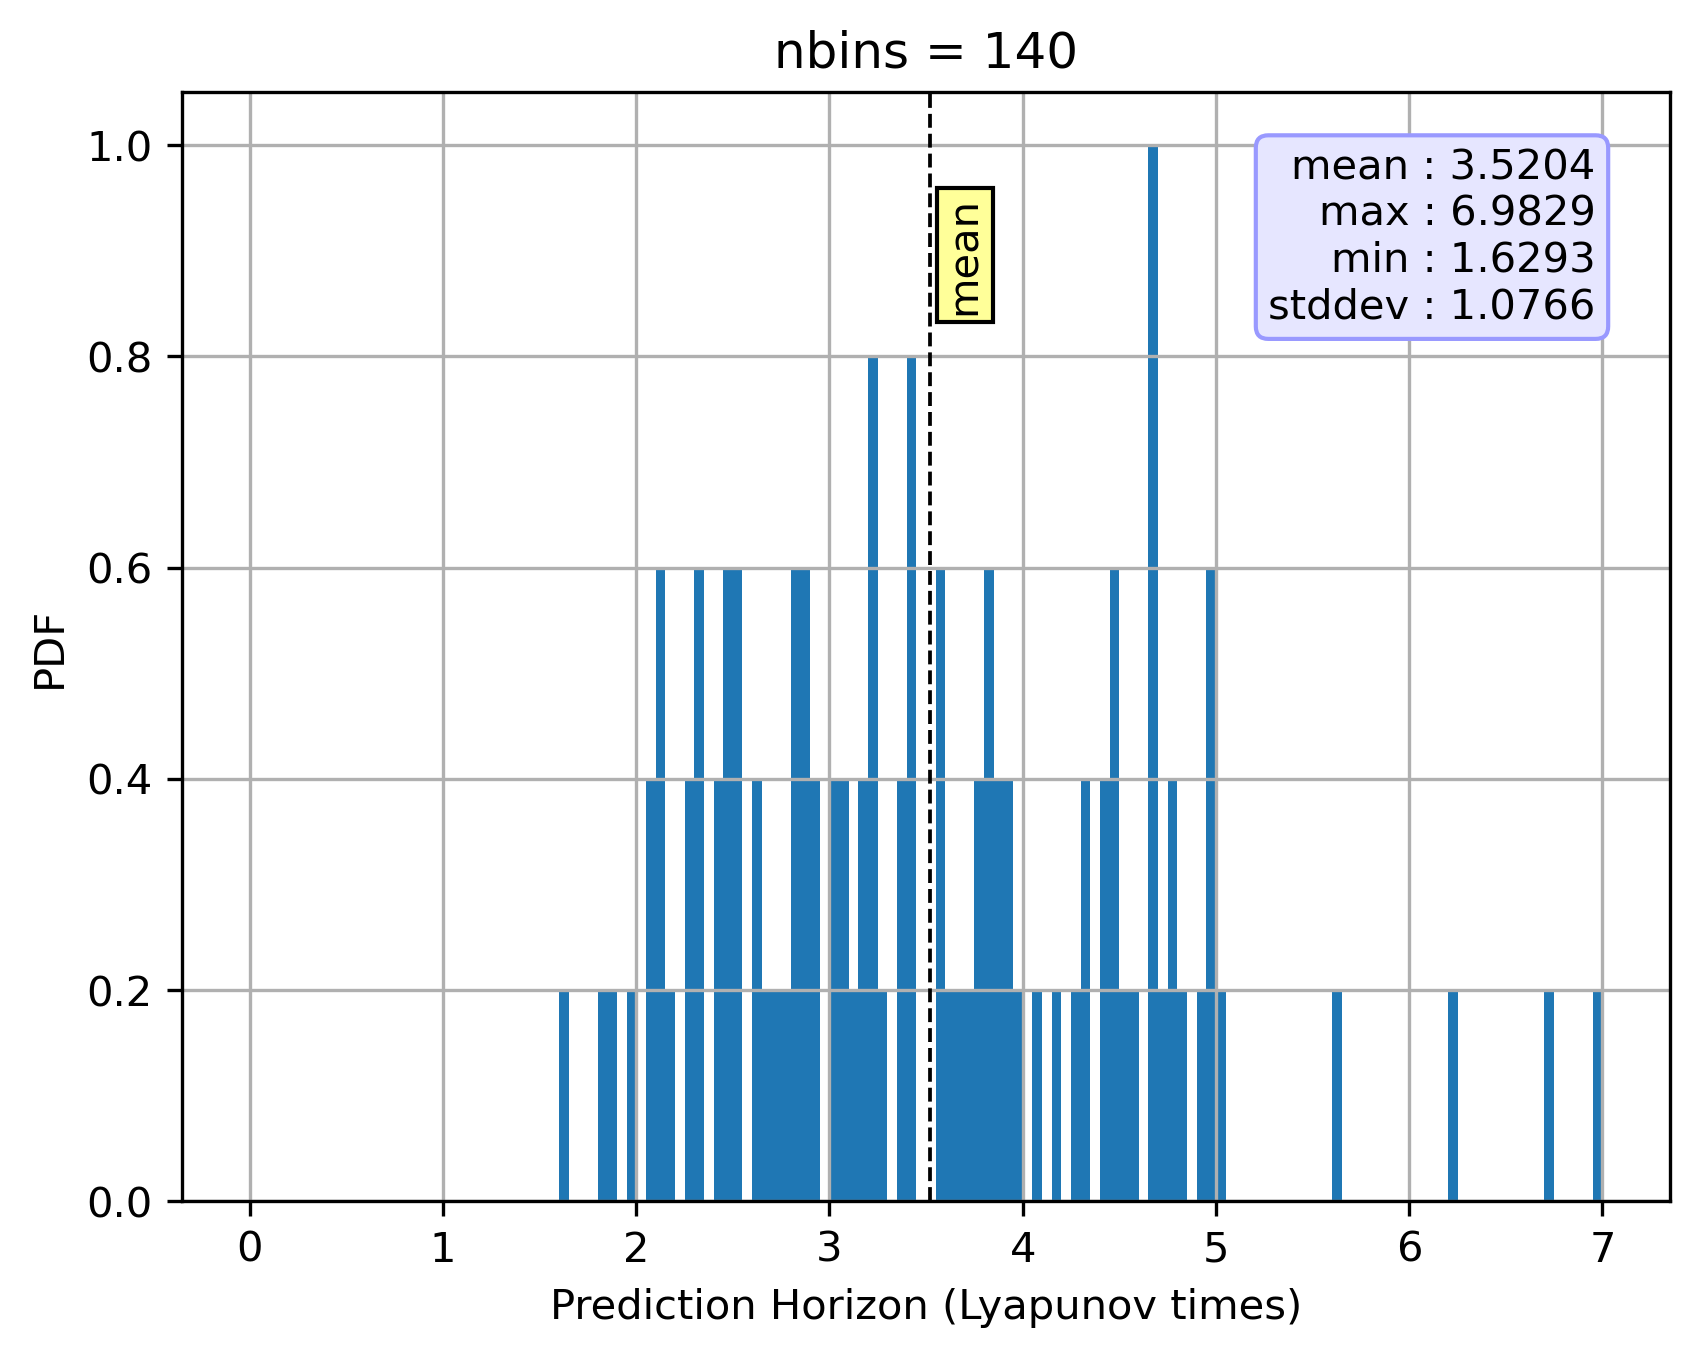 nbins = 140
mean : 3.5204
max : 6.9829
min : 1.6293
stddev : 1.0766
mean
PDF
1.0
0.8
0.6
0.4
0.2
0.0
0 1 2 3 4 5 6 7
Prediction Horizon (Lyapunov times)